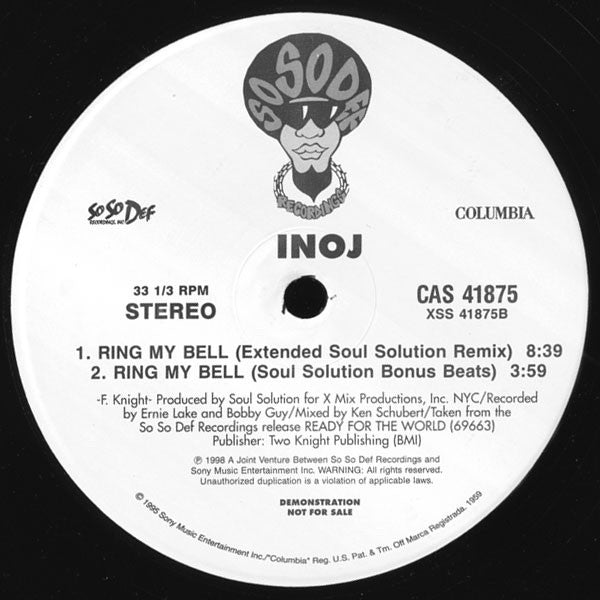 SO SO DEF
RECORDINGS
SO SO DEF
RECORDINGS, INC
COLUMBIA
INOJ
33 1/3 RPM
STEREO
CAS 41875
XSS 41875B
1. RING MY BELL (Extended Soul Solution Remix) 8:39
2. RING MY BELL (Soul Solution Bonus Beats) 3:59
-F. Knight- Produced by Soul Solution for X Mix Productions, Inc. NYC/Recorded
by Ernie Lake and Bobby Guy/Mixed by Ken Schubert/Taken from the
So So Def Recordings release READY FOR THE WORLD (69663)
Publisher: Two Knight Publishing (BMI)
℗ 1998 A Joint Venture Between So So Def Recordings and
Sony Music Entertainment Inc. WARNING: All rights reserved.
Unauthorized duplication is a violation of applicable laws.
DEMONSTRATION
NOT FOR SALE
© 1995 Sony Music Entertainment Inc./"Columbia" Reg. U.S. Pat. & Tm. Off Marca Registrada. 1959